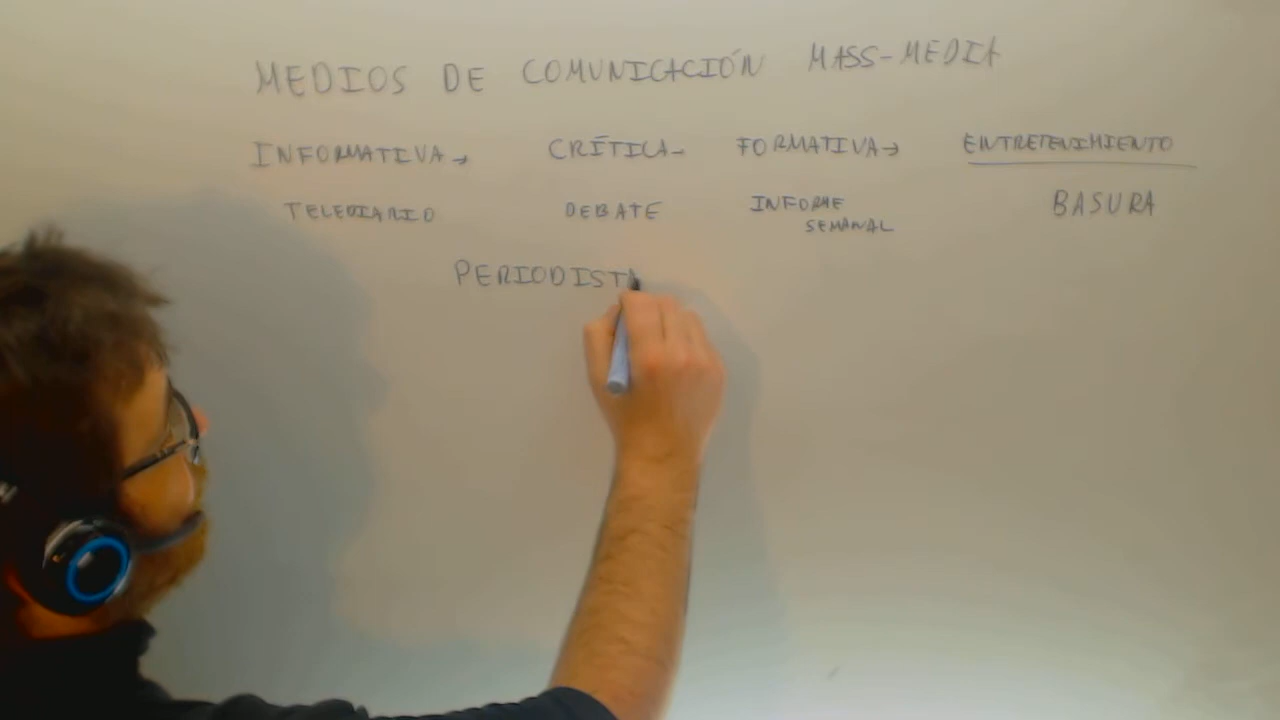 MEDIOS DE COMUNICACIÓN MASS-MEDIA
INFORMATIVA→ CRÍTICA- FORMATIVA→ ENTRETENIMIENTO
TELEDIARIO DEBATE INFORME SEMANAL BASURA
PERIODISTA